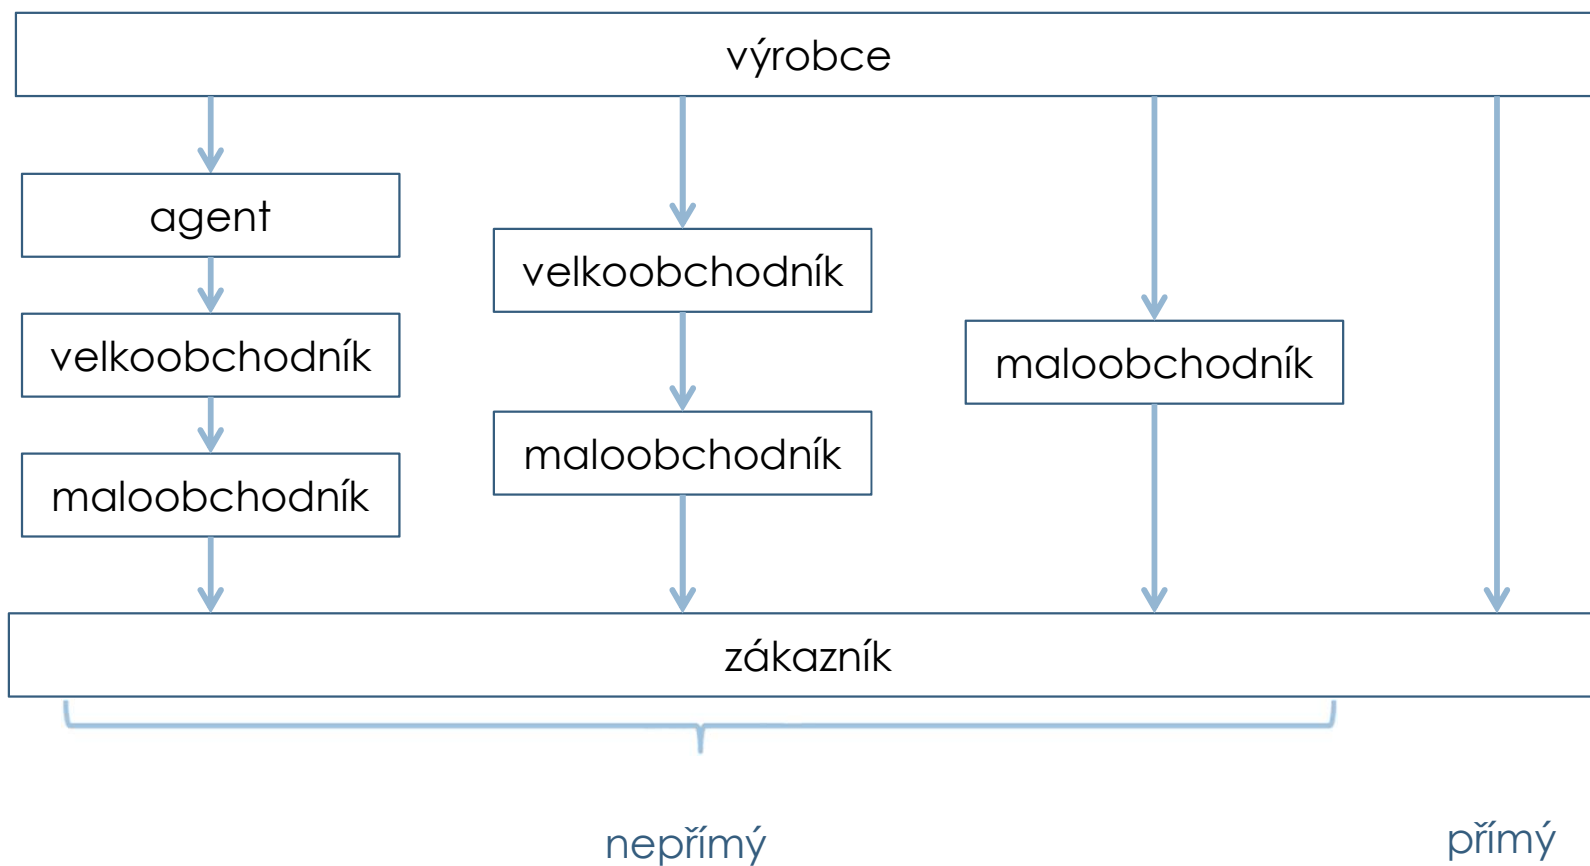 výrobce
agent
velkoobchodník
maloobchodník
velkoobchodník
maloobchodník
maloobchodník
zákazník
nepřímý
přímý